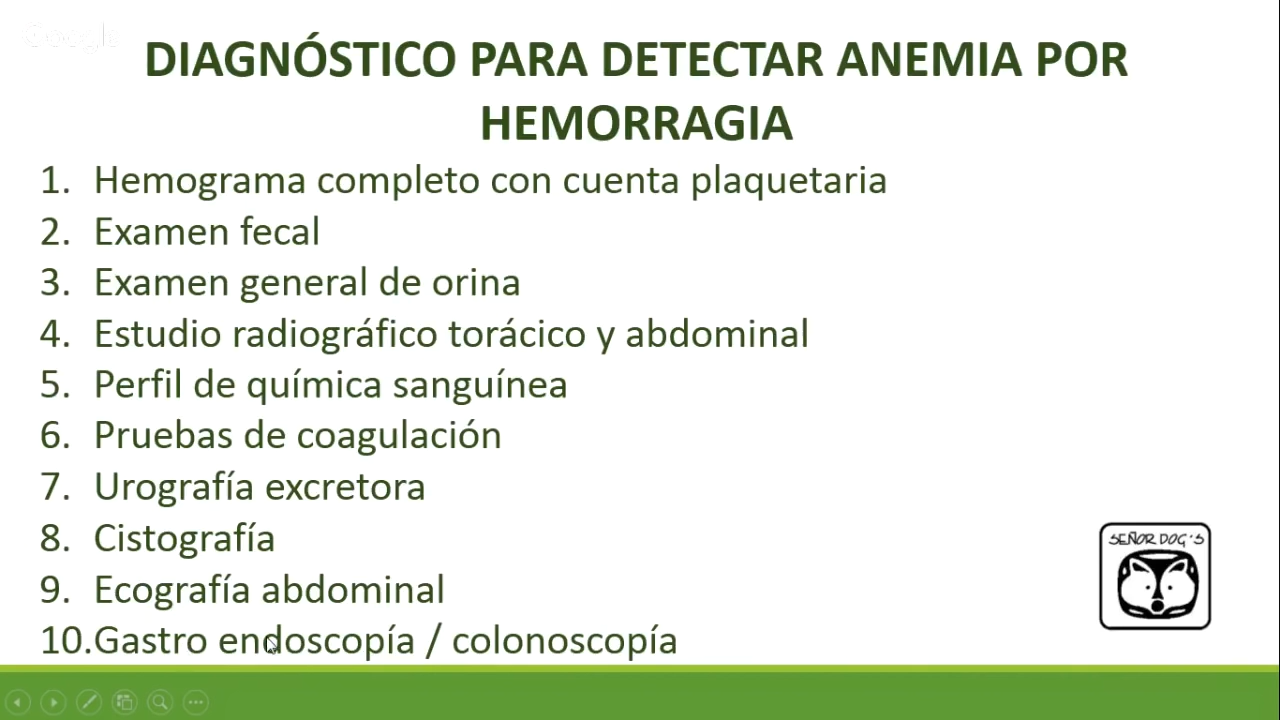 Google
DIAGNÓSTICO PARA DETECTAR ANEMIA POR
HEMORRAGIA
1. Hemograma completo con cuenta plaquetaria
2. Examen fecal
3. Examen general de orina
4. Estudio radiográfico torácico y abdominal
5. Perfil de química sanguínea
6. Pruebas de coagulación
7. Urografía excretora
8. Cistografía
9. Ecografía abdominal
10.Gastro endoscopía / colonoscopía
SEÑOR DOG'S